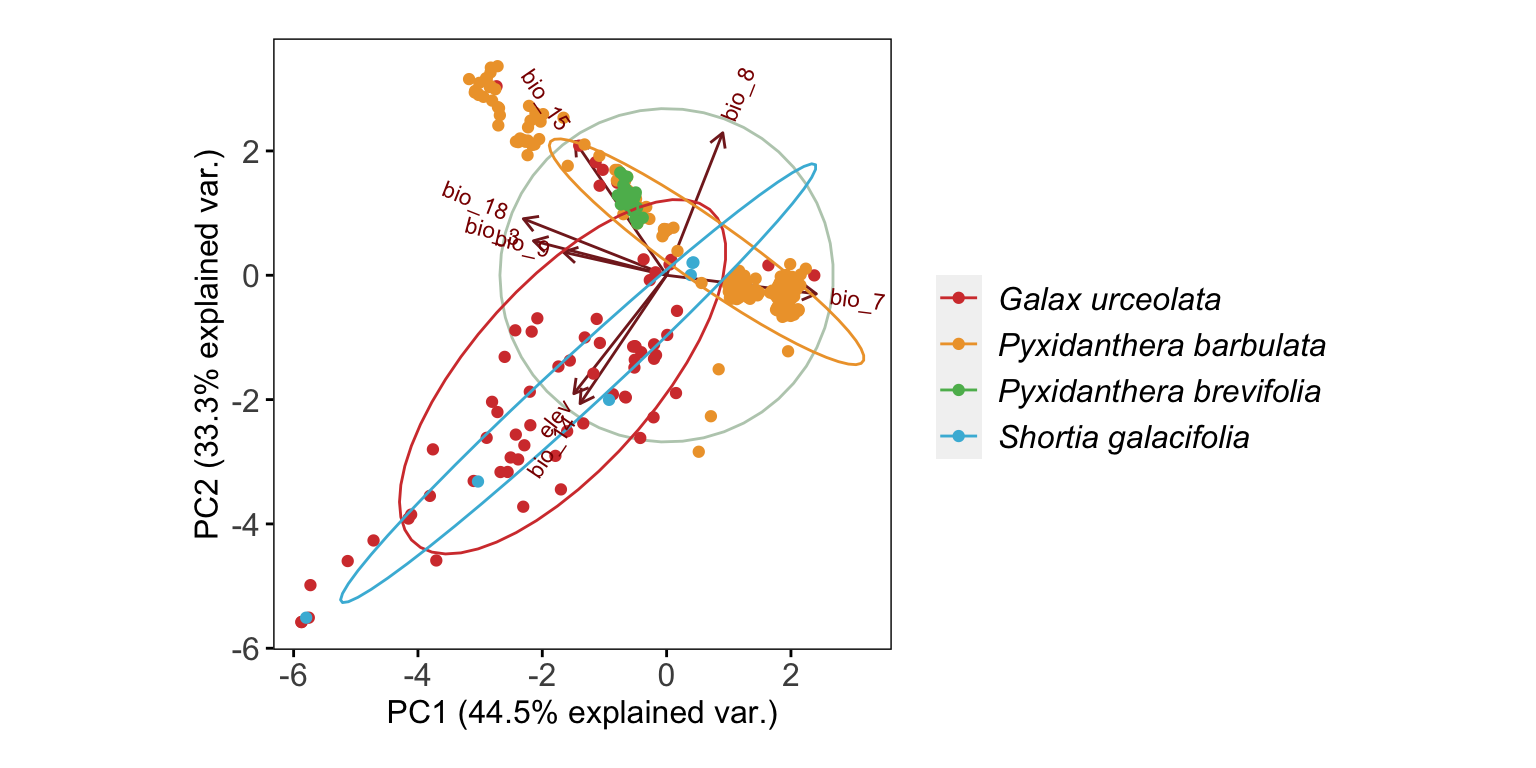 bio_15
bio_8
bio_18
bio_3
bio_9
bio_7
elev
bio_14
2
0
-2
-4
-6
-6
-4
-2
0
2
PC1 (44.5% explained var.)
PC2 (33.3% explained var.)
Galax urceolata
Pyxidanthera barbulata
Pyxidanthera brevifolia
Shortia galacifolia